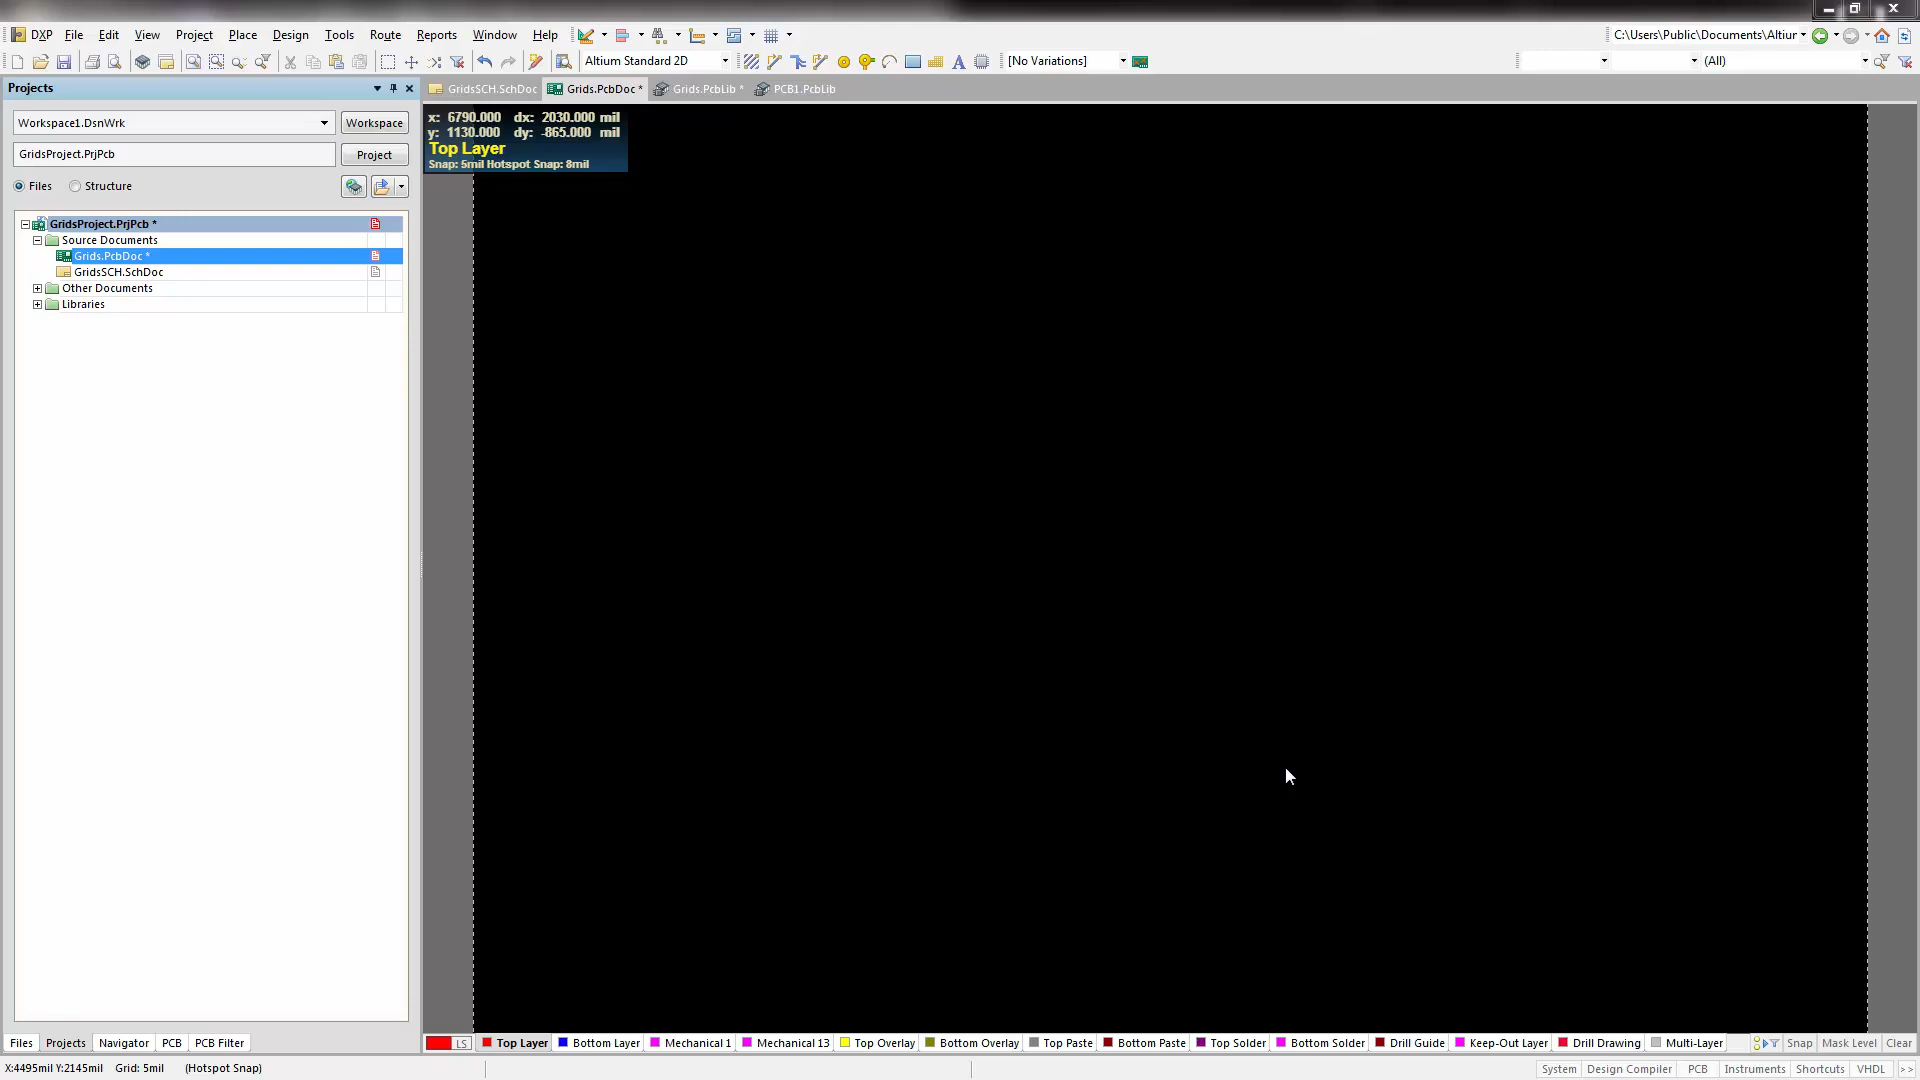 DXP File Edit View Project Place Design Tools Route Reports Window Help C:\Users\Public\Documents\Altiur
Altium Standard 2D [No Variations] (All)
Projects
GridsSCH.SchDoc Grids.PcbDoc * Grids.PcbLib * PCB1.PcbLib
Workspace1.DsnWrk Workspace
GridsProject.PrjPcb Project
Files Structure
GridsProject.PrjPcb *
Source Documents
Grids.PcbDoc *
GridsSCH.SchDoc
Other Documents
Libraries
x: 6790.000 dx: 2030.000 mil
y: 1130.000 dy: -865.000 mil
Top Layer
Snap: 5mil Hotspot Snap: 8mil
Files Projects Navigator PCB PCB Filter
LS Top Layer Bottom Layer Mechanical 1 Mechanical 13 Top Overlay Bottom Overlay Top Paste Bottom Paste Top Solder Bottom Solder Drill Guide Keep-Out Layer Drill Drawing Multi-Layer Snap Mask Level Clear
X:4495mil Y:2145mil Grid: 5mil (Hotspot Snap)
System Design Compiler PCB Instruments Shortcuts VHDL >>